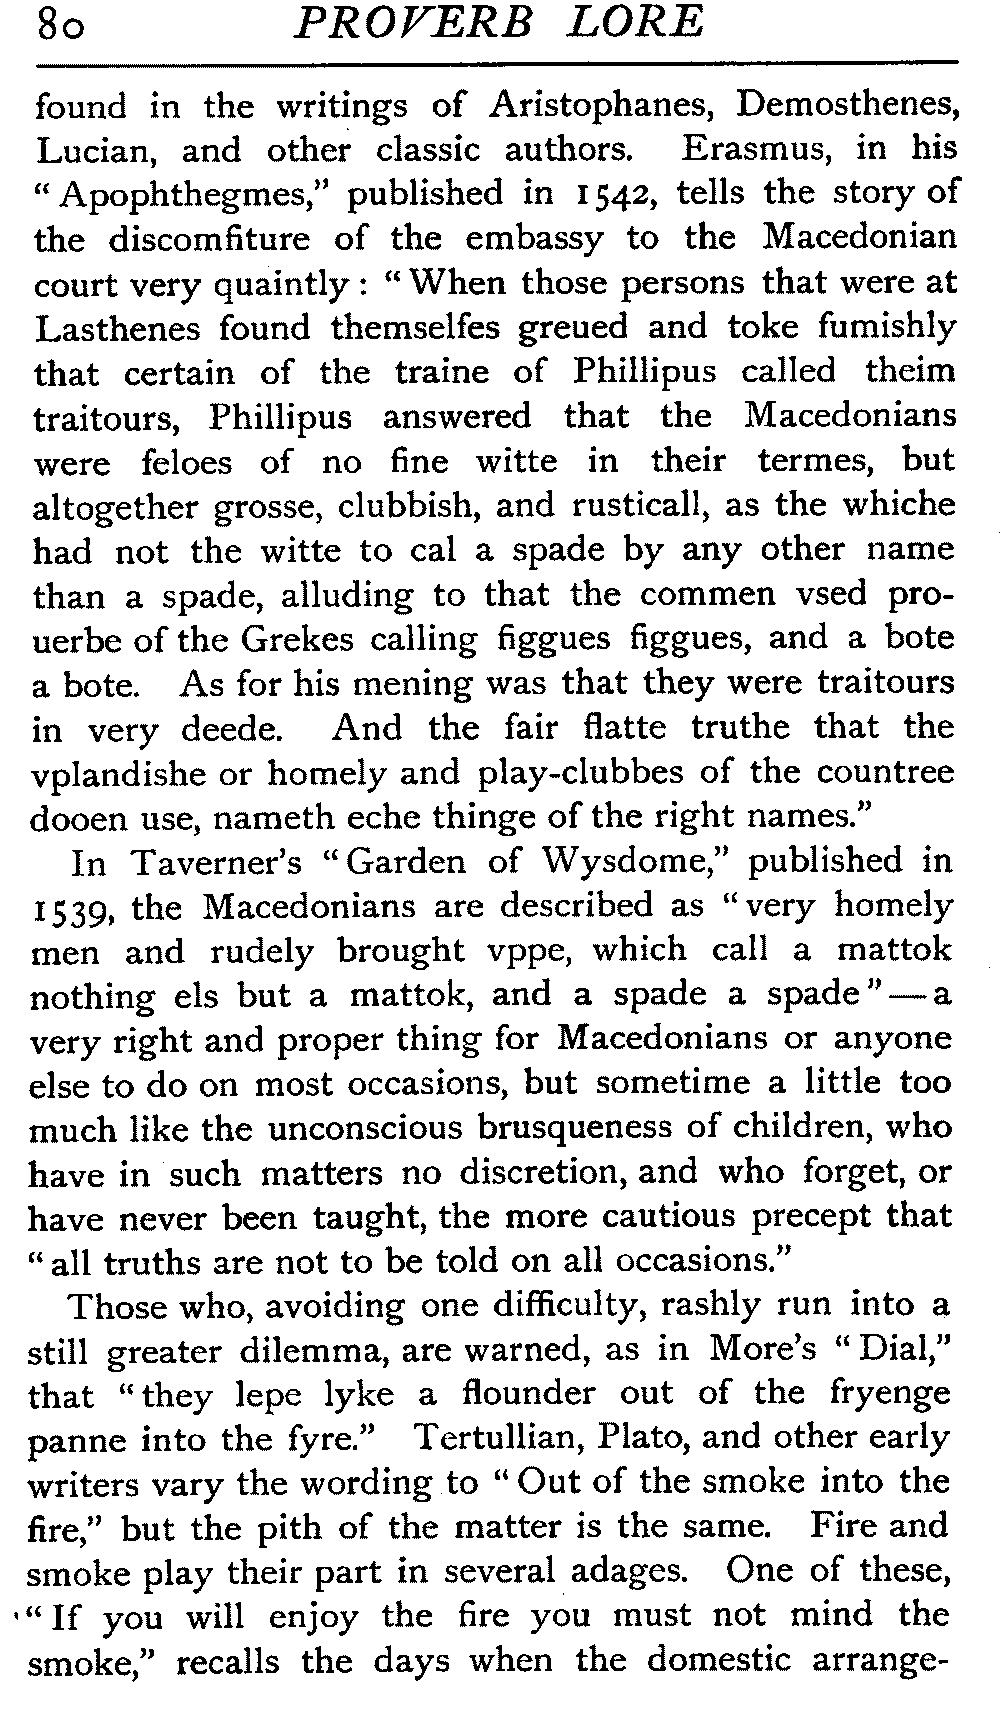 80 PROVERB LORE
found in the writings of Aristophanes, Demosthenes,
Lucian, and other classic authors. Erasmus, in his
“Apophthegmes,” published in 1542, tells the story of
the discomfiture of the embassy to the Macedonian
court very quaintly: “When those persons that were at
Lasthenes found themselfes greued and toke fumishly
that certain of the traine of Phillipus called theim
traitours, Phillipus answered that the Macedonians
were feloes of no fine witte in their termes, but
altogether grosse, clubbish, and rusticall, as the whiche
had not the witte to cal a spade by any other name
than a spade, alluding to that the commen vsed pro-
uerbe of the Grekes calling figgues figgues, and a bote
a bote. As for his mening was that they were traitours
in very deede. And the fair flatte truthe that the
vplandishe or homely and play-clubbes of the countree
dooen use, nameth eche thinge of the right names.”
In Taverner's “Garden of Wysdome,” published in
1539, the Macedonians are described as “very homely
men and rudely brought vppe, which call a mattok
nothing els but a mattok, and a spade a spade”—a
very right and proper thing for Macedonians or anyone
else to do on most occasions, but sometime a little too
much like the unconscious brusqueness of children, who
have in such matters no discretion, and who forget, or
have never been taught, the more cautious precept that
“all truths are not to be told on all occasions.”
Those who, avoiding one difficulty, rashly run into a
still greater dilemma, are warned, as in More's “Dial,”
that “they lepe lyke a flounder out of the fryenge
panne into the fyre.” Tertullian, Plato, and other early
writers vary the wording to “Out of the smoke into the
fire,” but the pith of the matter is the same. Fire and
smoke play their part in several adages. One of these,
“If you will enjoy the fire you must not mind the
smoke,” recalls the days when the domestic arrange-